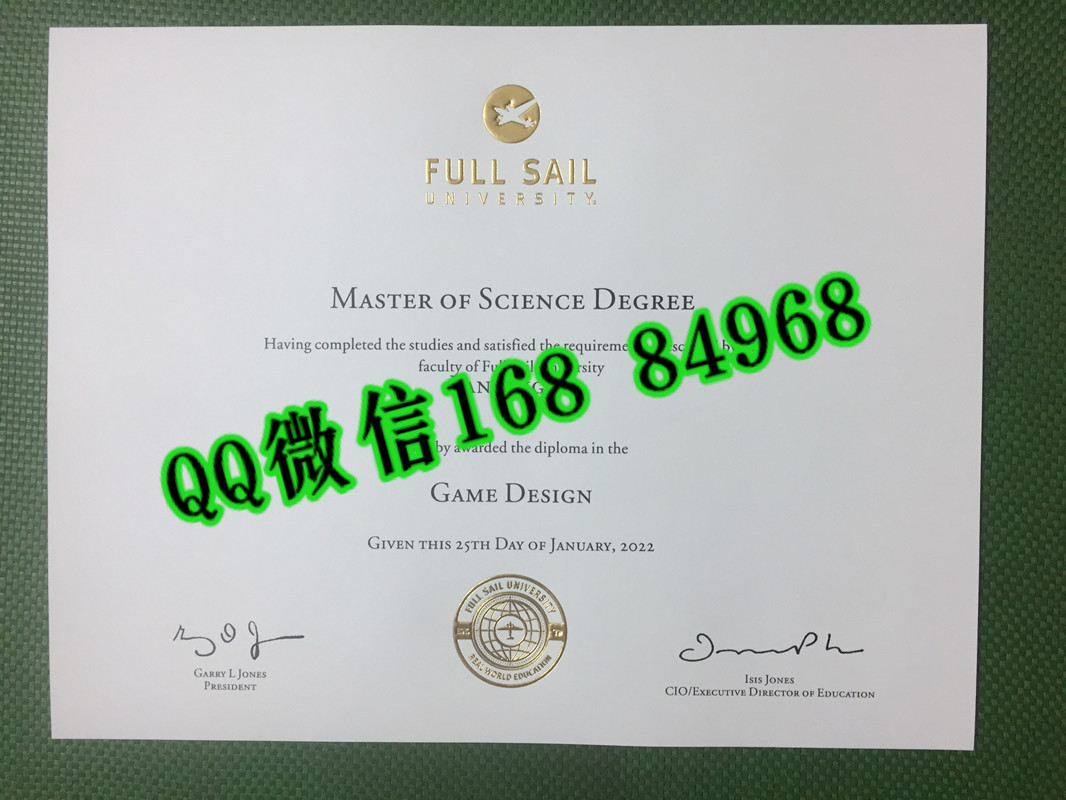 FULL SAIL
UNIVERSITY
MASTER OF SCIENCE DEGREE
Having completed the studies and satisfied the
faculty of
QQ微信168 84968
awarded the diploma in the
GAME DESIGN
GIVEN THIS 25TH DAY OF JANUARY, 2022
FULL SAIL UNIVERSITY
REAL WORLD EDUCATION
GARRY L JONES
PRESIDENT
ISIS JONES
CIO/EXECUTIVE DIRECTOR OF EDUCATION